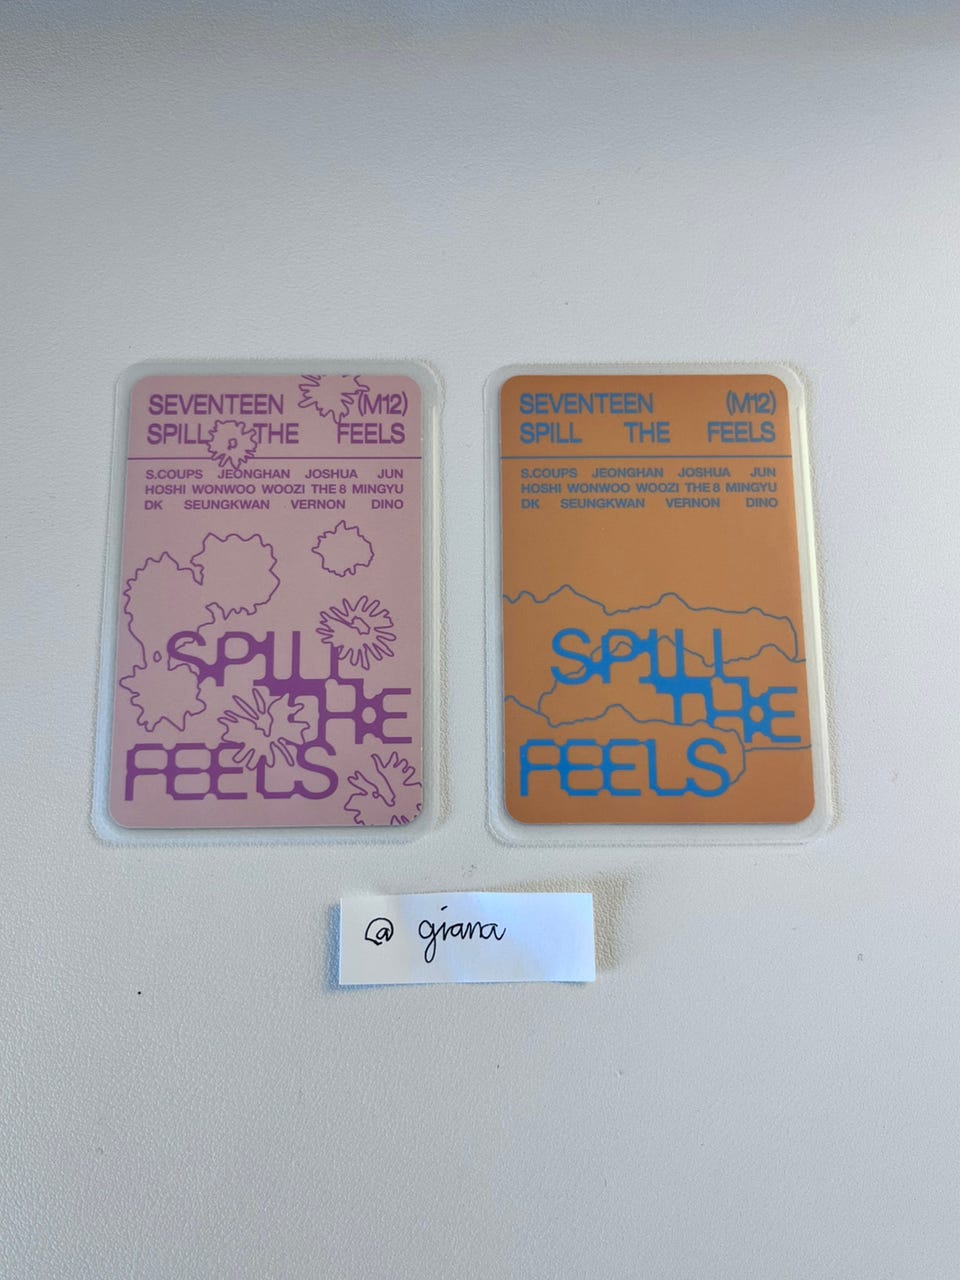 SEVENTEEN (M12)
SPILL THE FEELS
S.COUPS JEONGHAN JOSHUA JUN
HOSHI WONWOO WOOZI THE 8 MINGYU
DK SEUNGKWAN VERNON DINO
SPILL
THE
FEELS
SEVENTEEN (M12)
SPILL THE FEELS
S.COUPS JEONGHAN JOSHUA JUN
HOSHI WONWOO WOOZI THE 8 MINGYU
DK SEUNGKWAN VERNON DINO
SPILL
THE
FEELS
@ giana